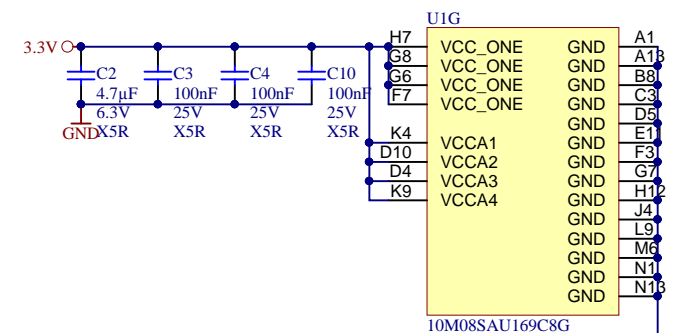 U1G
3.3V
C2
4.7µF
6.3V
X5R
C3
100nF
25V
X5R
C4
100nF
25V
X5R
C10
100nF
25V
X5R
GND
H7 VCC_ONE GND A1
G8 VCC_ONE GND A13
G6 VCC_ONE GND B8
F7 VCC_ONE GND C3
GND D5
K4 VCCA1 GND E11
D10 VCCA2 GND F3
D4 VCCA3 GND G7
K9 VCCA4 GND H12
GND J4
GND L9
GND M6
GND N1
GND N13
10M08SAU169C8G